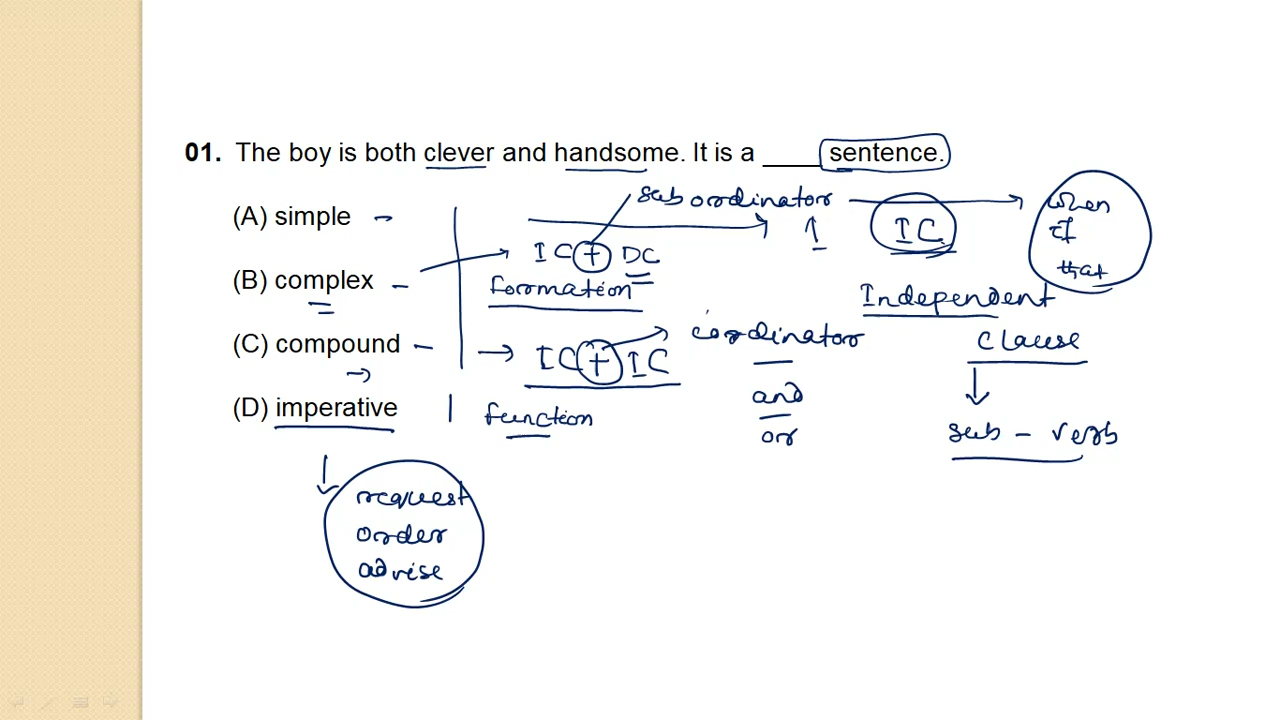 01. The boy is both clever and handsome. It is a ____ sentence.
(A) simple -
subordinator
IC
when
if
that
(B) complex -
IC + DC
formation
Independent
clause
sub - verb
(C) compound -
IC + IC
coordinator
and
or
(D) imperative
function
request
order
advise